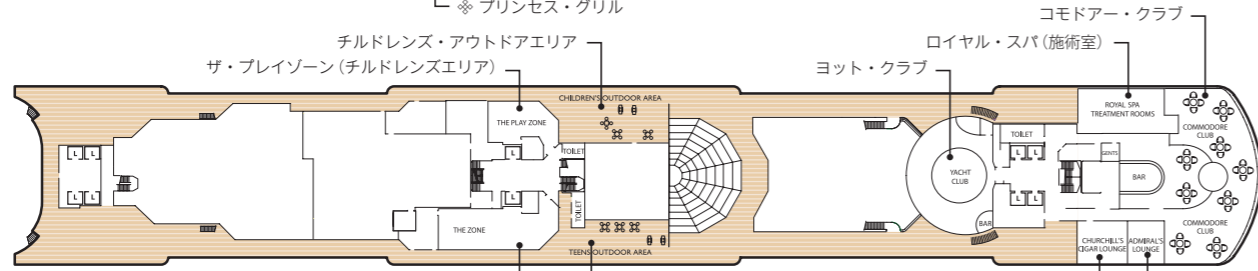 ※ プリンセス・グリル
コモドアー・クラブ
チルドレンズ・アウトドアエリア
ロイヤル・スパ(施術室)
ザ・プレイゾーン(チルドレンズエリア)
ヨット・クラブ
CHILDREN'S OUTDOOR AREA
THE PLAY ZONE
ROYAL SPA
TREATMENT ROOMS
COMMODORE
CLUB
TOILET
TOILET
GENTS
L L
L
L L
YACHT
CLUB
BAR
L L
L
L L
TOILET
THE ZONE
BAR
COMMODORE
CLUB
TEENS OUTDOOR AREA
CHURCHILL'S
CIGAR LOUNGE
ADMIRAL'S
LOUNGE